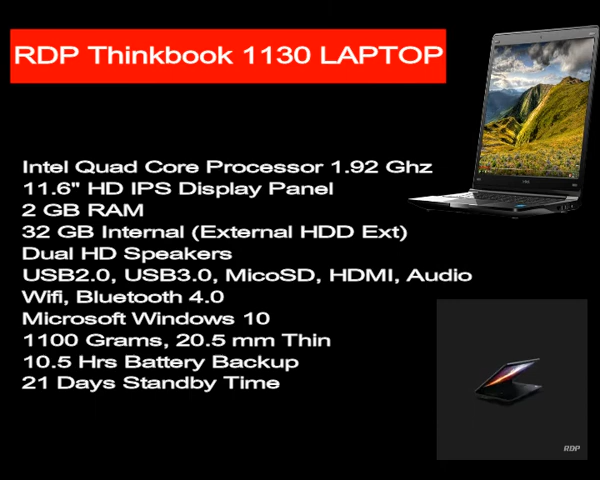 RDP Thinkbook 1130 LAPTOP
Intel Quad Core Processor 1.92 Ghz
11.6" HD IPS Display Panel
2 GB RAM
32 GB Internal (External HDD Ext)
Dual HD Speakers
USB2.0, USB3.0, MicoSD, HDMI, Audio
Wifi, Bluetooth 4.0
Microsoft Windows 10
1100 Grams, 20.5 mm Thin
10.5 Hrs Battery Backup
21 Days Standby Time
RDP